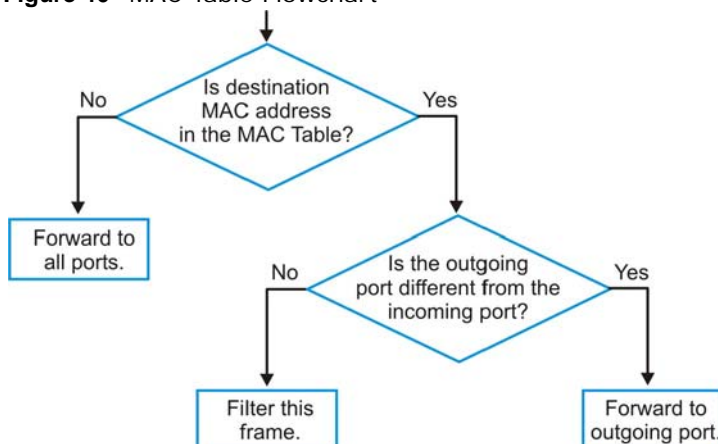 Is destination
MAC address
in the MAC Table?
No
Yes
Forward to
all ports.
Is the outgoing
port different from the
incoming port?
No
Yes
Filter this
frame.
Forward to
outgoing port.